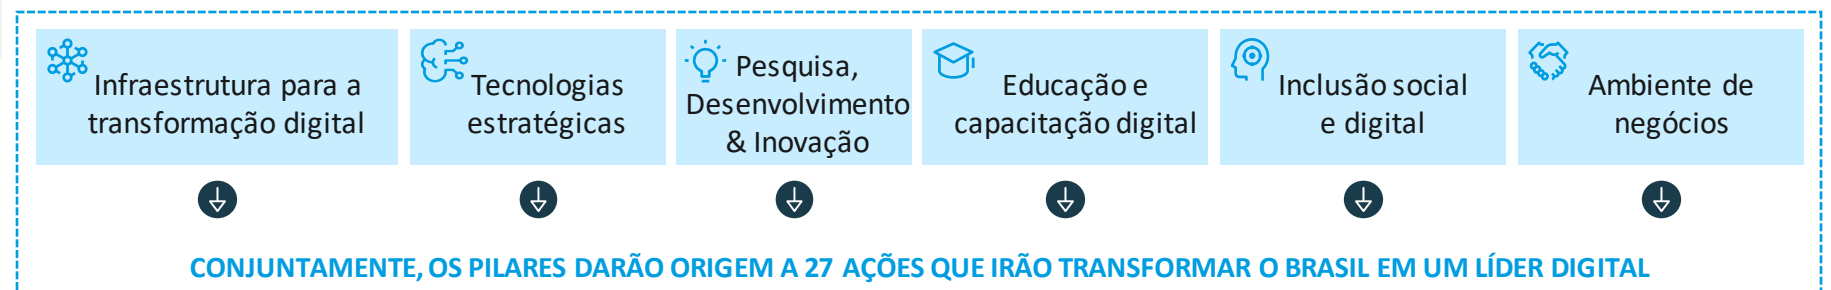 Infraestrutura para a
transformação digital
Tecnologias
estratégicas
Pesquisa,
Desenvolvimento
& Inovação
Educação e
capacitação digital
Inclusão social
e digital
Ambiente de
negócios
CONJUNTAMENTE, OS PILARES DARÃO ORIGEM A 27 AÇÕES QUE IRÃO TRANSFORMAR O BRASIL EM UM LÍDER DIGITAL